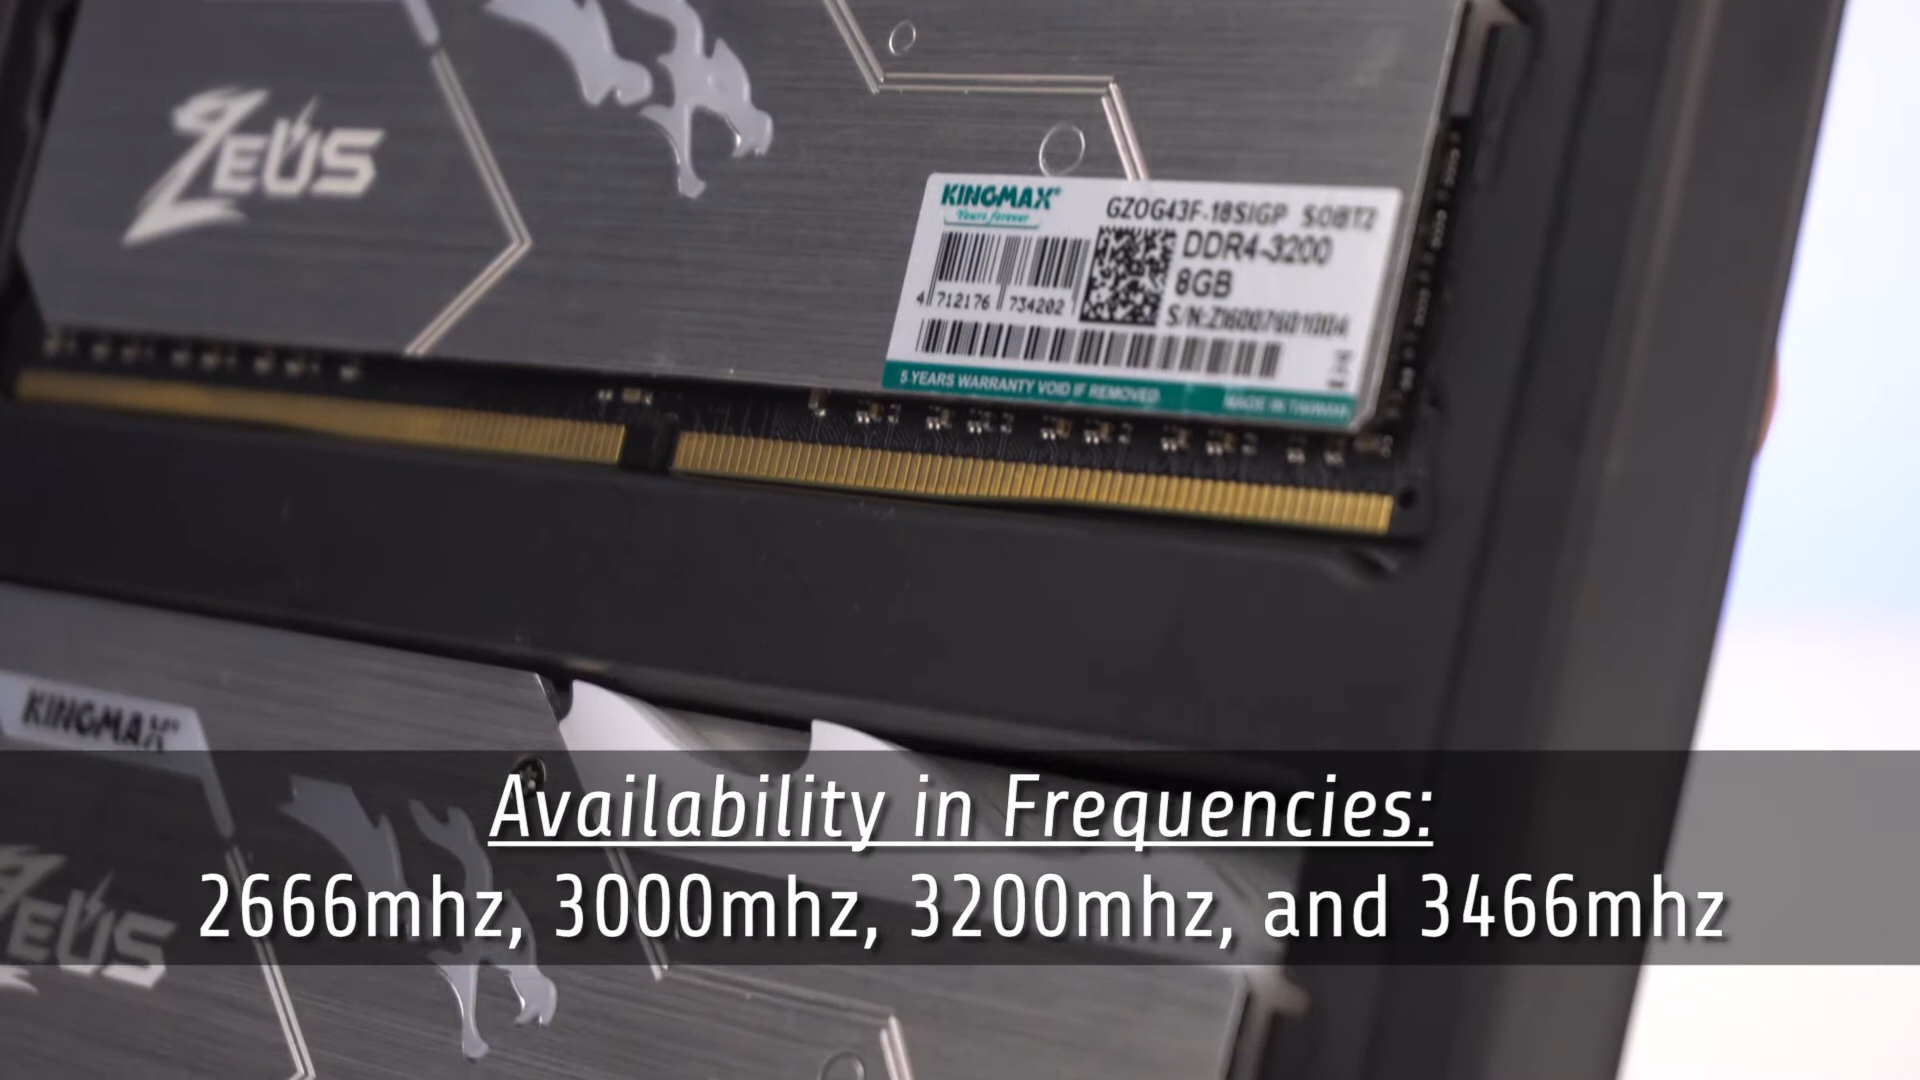 ZEUS
KINGMAX®
Yours forever
GZOG43F-18SIGP
DDR4-3200
8GB
4 712176 734202
5 YEARS WARRANTY VOID IF REMOVED
MADE IN TAIWAN
KINGMAX®
ZEUS
Availability in Frequencies:
2666mhz, 3000mhz, 3200mhz, and 3466mhz